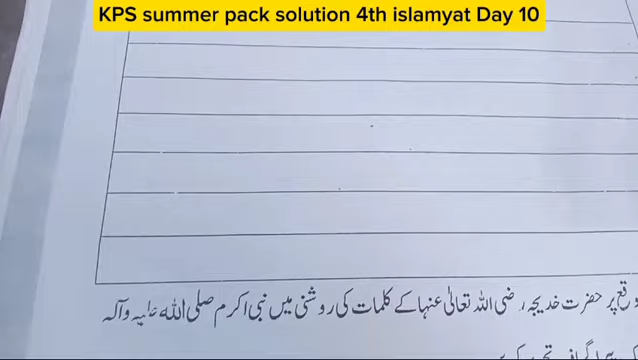 KPS summer pack solution 4th islamyat Day 10
پر حضرت خدیجہ رضی اللہ تعالیٰ عنہا کے کلمات کی روشنی میں نبی اکرم صلی اللہ علیہ وآلہ